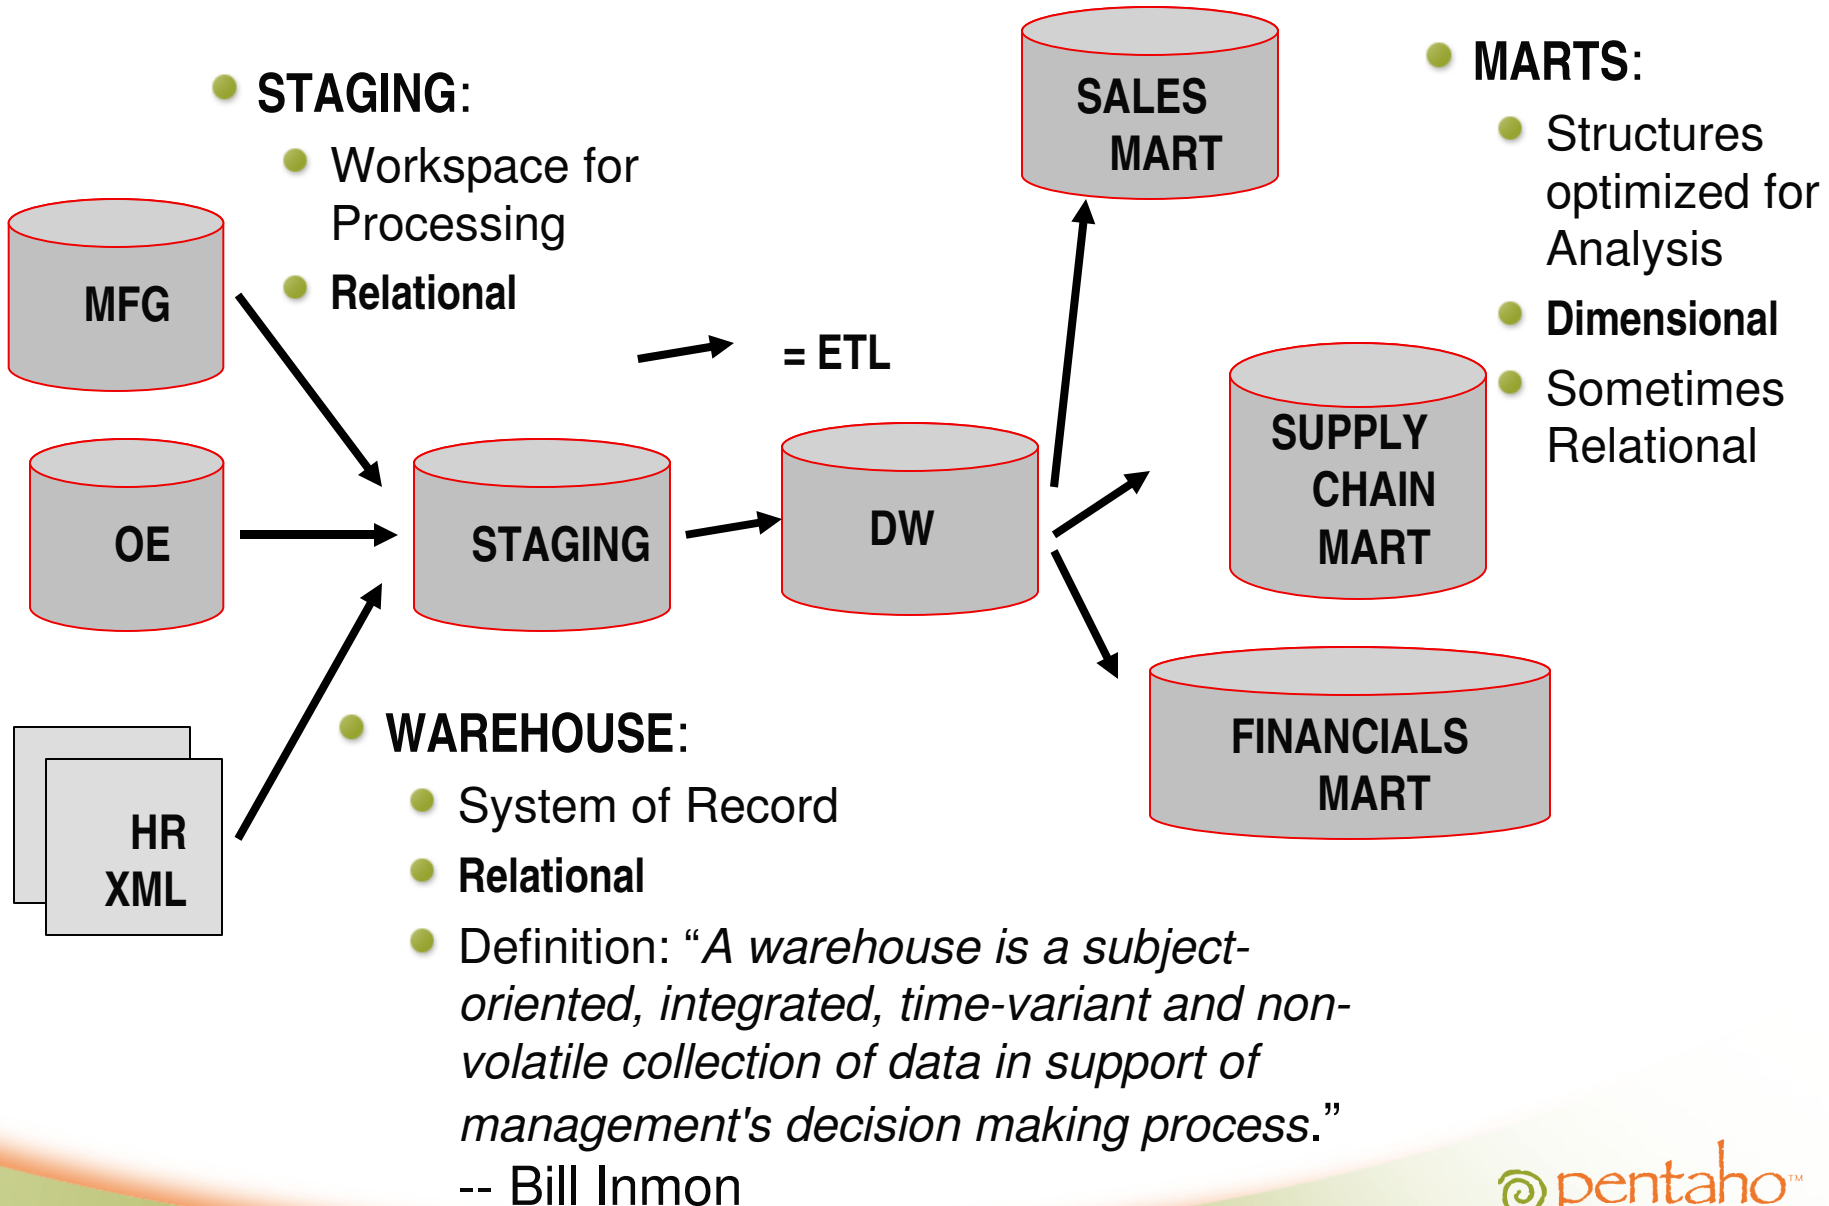 STAGING:
Workspace for
Processing
Relational
MARTS:
Structures
optimized for
Analysis
Dimensional
Sometimes
Relational
SALES
MART
MFG
= ETL
OE
STAGING
DW
SUPPLY
CHAIN
MART
FINANCIALS
MART
HR
XML
WAREHOUSE:
System of Record
Relational
Definition: “A warehouse is a subject-
oriented, integrated, time-variant and non-
volatile collection of data in support of
management's decision making process.”
-- Bill Inmon
pentaho™